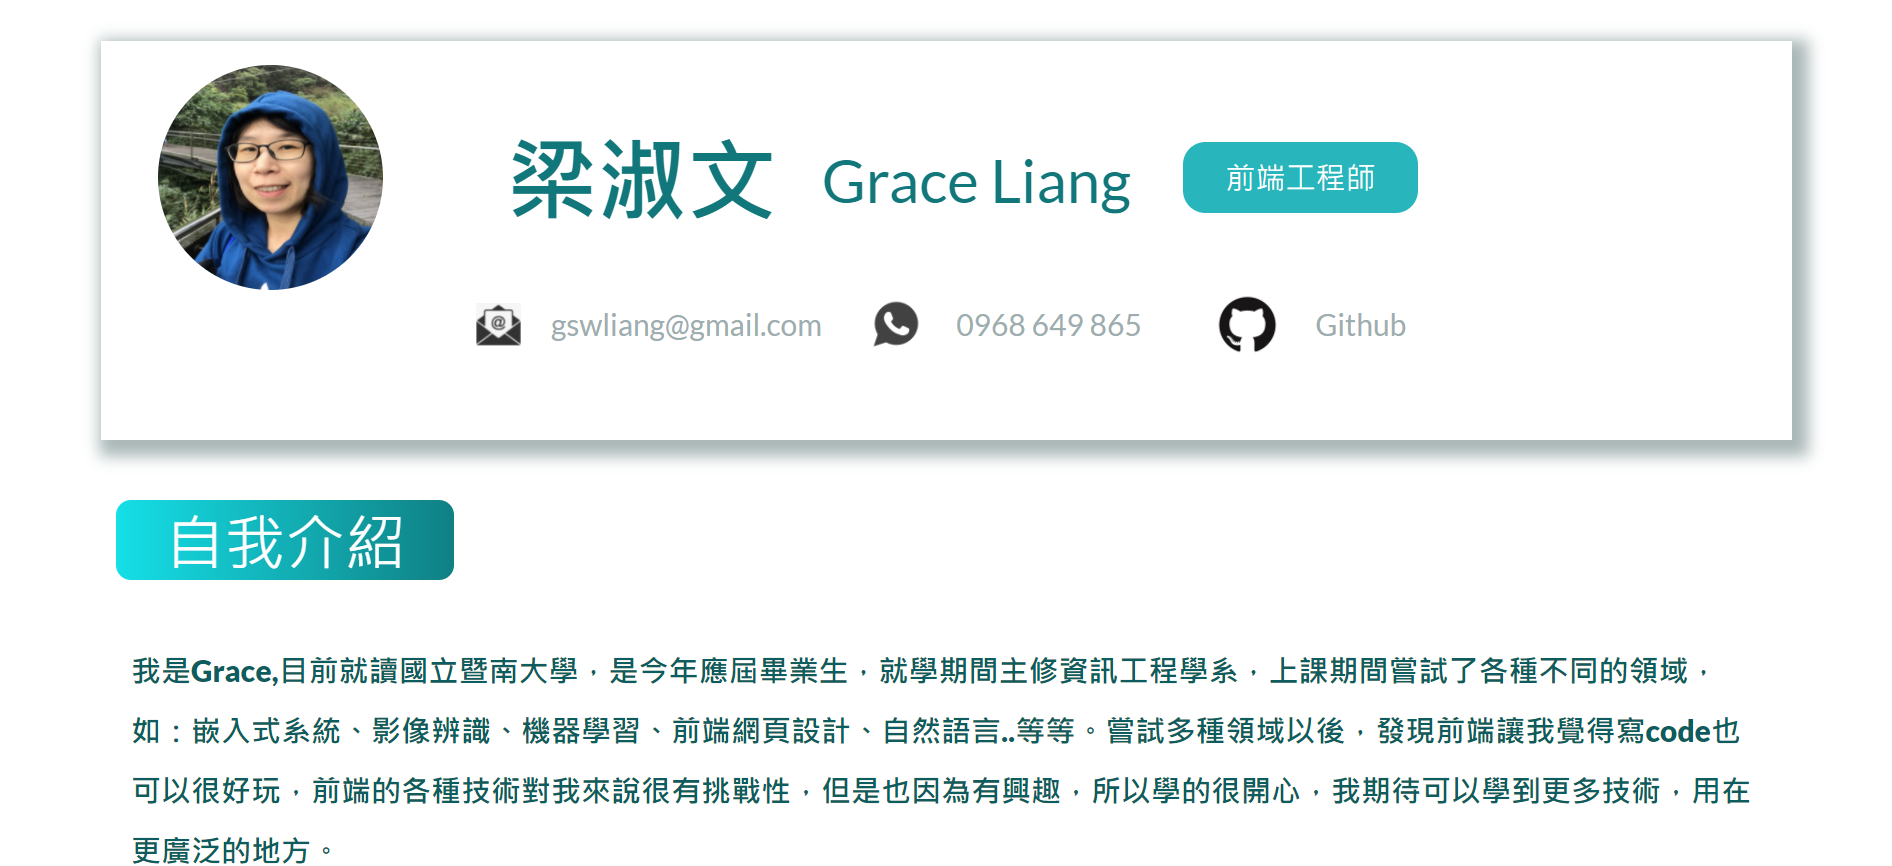 梁淑文 Grace Liang 前端工程師
gswliang@gmail.com 0968 649 865 Github
自我介紹
我是Grace,目前就讀國立暨南大學，是今年應屆畢業生，就學期間主修資訊工程學系，上課期間嘗試了各種不同的領域，
如：嵌入式系統、影像辨識、機器學習、前端網頁設計、自然語言..等等。嘗試多種領域以後，發現前端讓我覺得寫code也
可以很好玩，前端的各種技術對我來說很有挑戰性，但是也因為有興趣，所以學的很開心，我期待可以學到更多技術，用在
更廣泛的地方。